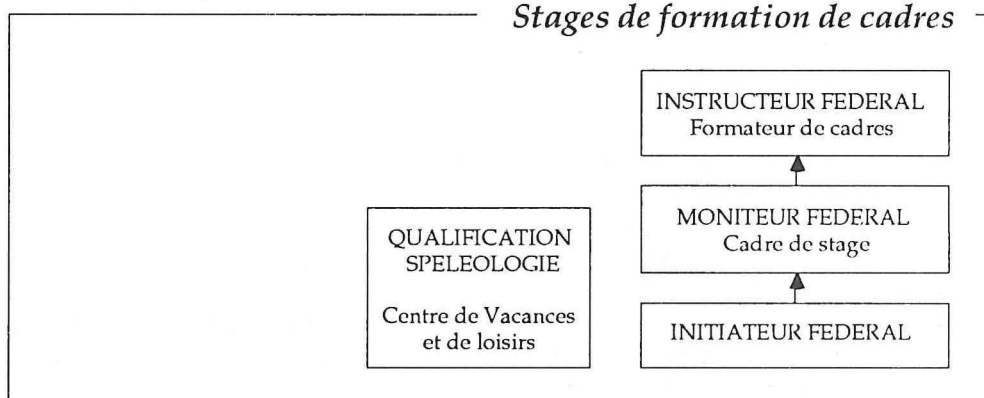 Stages de formation de cadres
INSTRUCTEUR FEDERAL
Formateur de cadres
MONITEUR FEDERAL
Cadre de stage
QUALIFICATION
SPELEOLOGIE
Centre de Vacances
et de loisirs
INITIATEUR FEDERAL